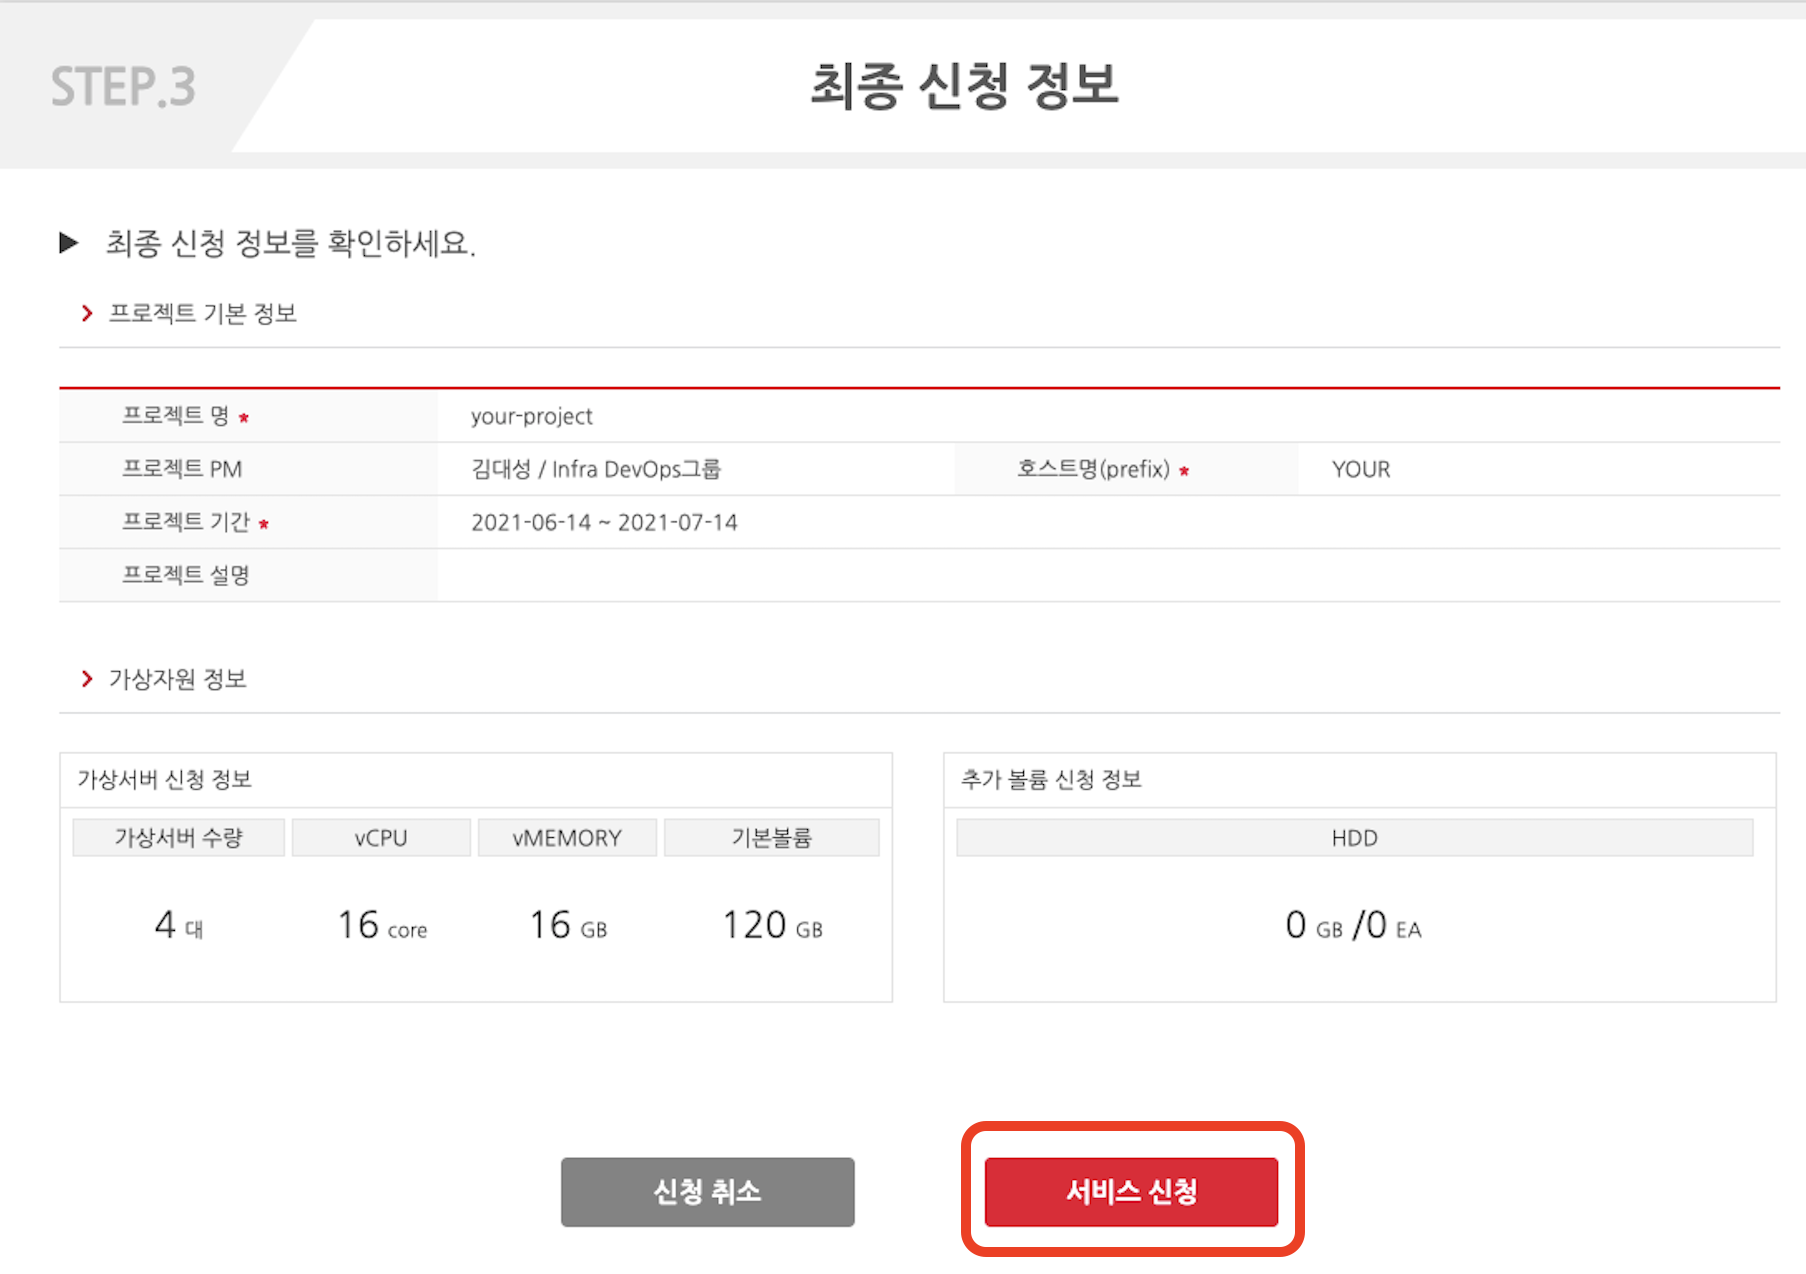 STEP.3
최종 신청 정보
최종 신청 정보를 확인하세요.
프로젝트 기본 정보
프로젝트 명 *
your-project
프로젝트 PM
김대성 / Infra DevOps그룹
호스트명(prefix) *
YOUR
프로젝트 기간 *
2021-06-14 ~ 2021-07-14
프로젝트 설명
가상자원 정보
가상서버 신청 정보
가상서버 수량
vCPU
vMEMORY
기본볼륨
4 대
16 core
16 GB
120 GB
추가 볼륨 신청 정보
HDD
0 GB /0 EA
신청 취소
서비스 신청